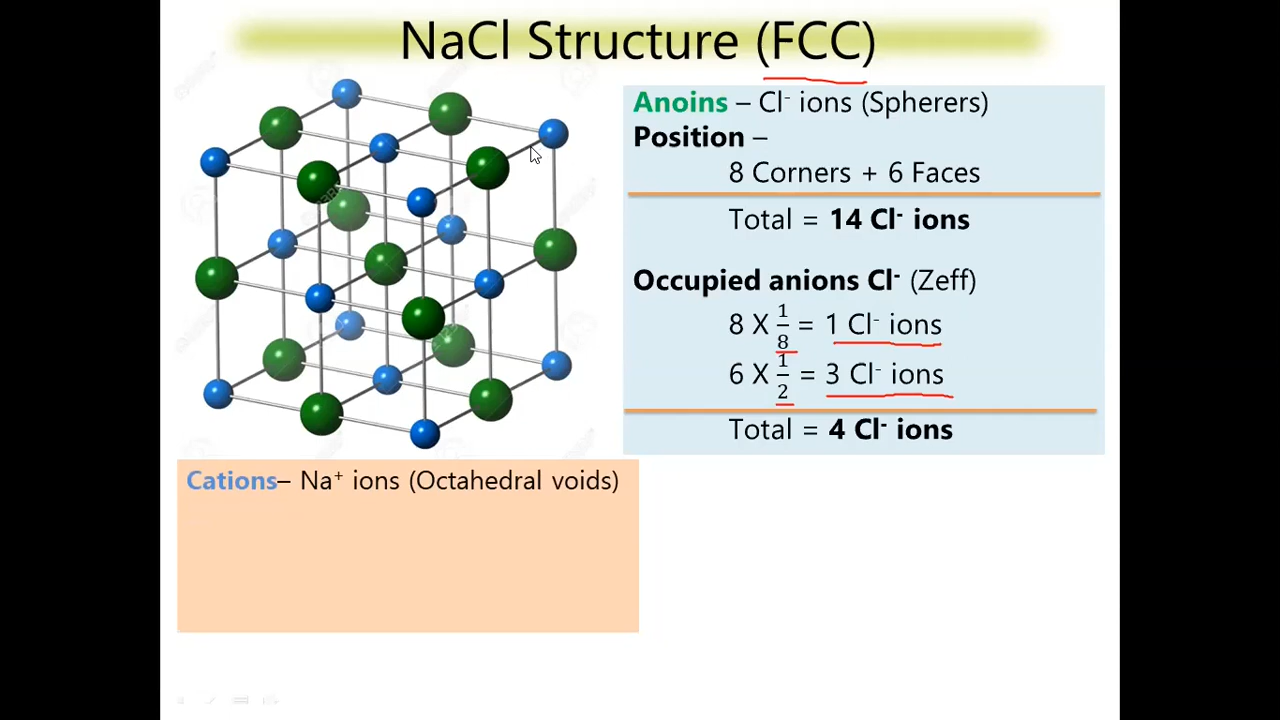 NaCl Structure (FCC)
Anoins – Cl⁻ ions (Spherers)
Position –
8 Corners + 6 Faces
Total = 14 Cl⁻ ions
Occupied anions Cl⁻ (Zeff)
8 X 1/8 = 1 Cl⁻ ions
6 X 1/2 = 3 Cl⁻ ions
Total = 4 Cl⁻ ions
Cations– Na⁺ ions (Octahedral voids)